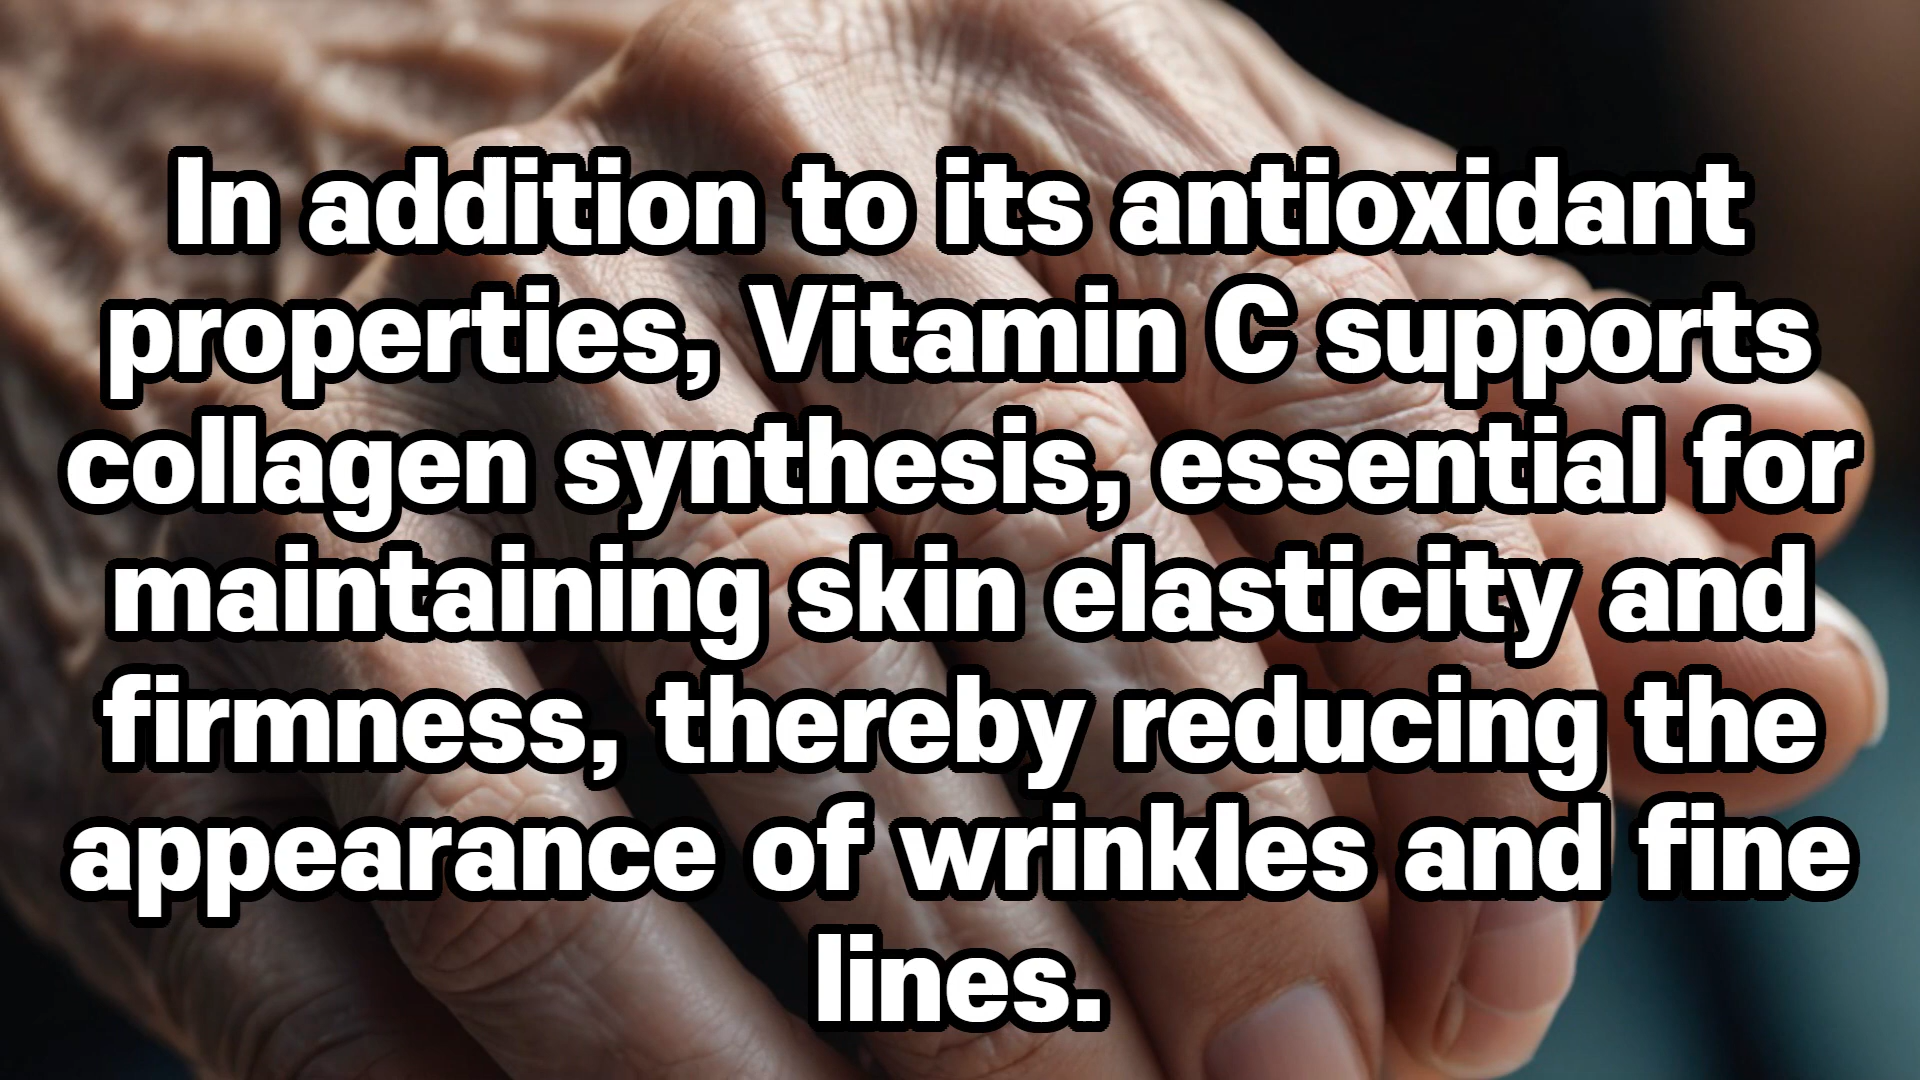 In addition to its antioxidant
properties, Vitamin C supports
collagen synthesis, essential for
maintaining skin elasticity and
firmness, thereby reducing the
appearance of wrinkles and fine
lines.